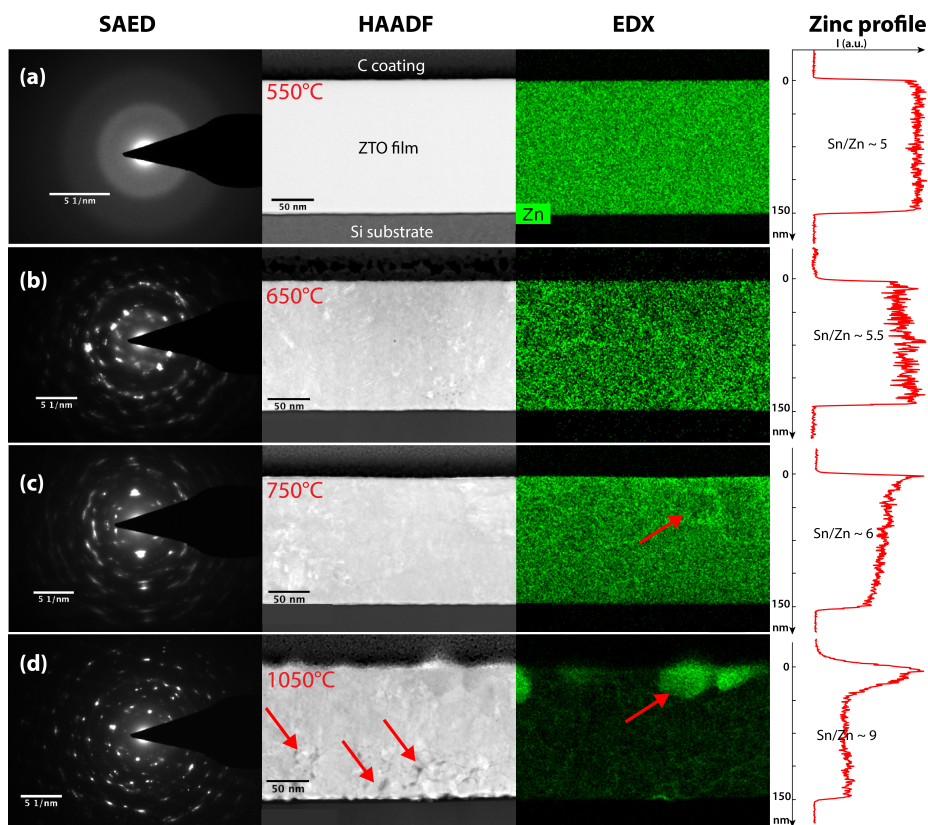 SAED HAADF EDX Zinc profile
I (a.u.)
(a)
C coating
550°C
ZTO film
50 nm
5 1/nm
Si substrate
Zn
0
Sn/Zn ~ 5
150
nm
(b)
650°C
50 nm
5 1/nm
0
Sn/Zn ~ 5.5
150
nm
(c)
750°C
50 nm
5 1/nm
0
Sn/Zn ~ 6
150
nm
(d)
1050°C
50 nm
5 1/nm
0
Sn/Zn ~ 9
150
nm